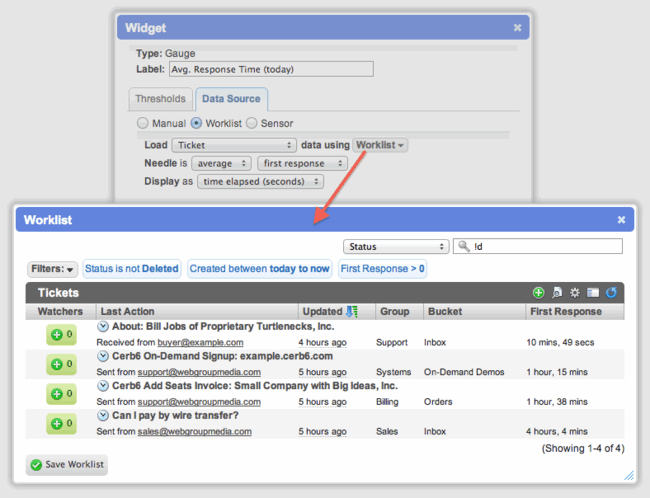 Widget
Type: Gauge
Label: Avg. Response Time (today)
Thresholds Data Source
Manual Worklist Sensor
Load Ticket data using Worklist
Needle is average first response
Display as time elapsed (seconds)
Worklist
Status !d
Filters: Status is not Deleted Created between today to now First Response > 0
Tickets
Watchers Last Action Updated Group Bucket First Response
About: Bill Jobs of Proprietary Turtlenecks, Inc.
0 Received from buyer@example.com 4 hours ago Support Inbox 10 mins, 49 secs
Cerb6 On-Demand Signup: example.cerb6.com
0 Sent from support@webgroupmedia.com 5 hours ago Systems On-Demand Demos 1 hour, 15 mins
Cerb6 Add Seats Invoice: Small Company with Big Ideas, Inc.
0 Sent from support@webgroupmedia.com 5 hours ago Billing Orders 1 hour, 38 mins
Can I pay by wire transfer?
0 Sent from sales@webgroupmedia.com 5 hours ago Sales Inbox 4 hours, 4 mins
(Showing 1-4 of 4)
Save Worklist